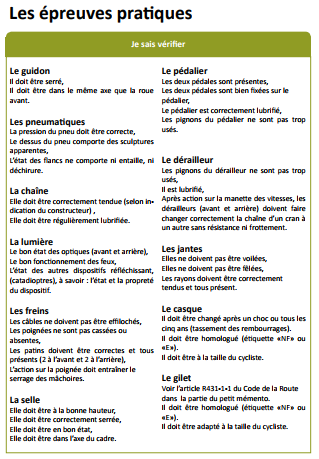 Les épreuves pratiques
Je sais vérifier
Le guidon
Il doit être serré,
Il doit être dans le même axe que la roue
avant.
Les pneumatiques
La pression du pneu doit être correcte,
Le dessus du pneu comporte des sculptures
apparentes,
L'état des flancs ne comporte ni entaille, ni
déchirure.
La chaîne
Elle doit être correctement tendue (selon in-
dication du constructeur) ,
Elle doit être régulièrement lubrifiée.
La lumière
Le bon état des optiques (avant et arrière),
Le bon fonctionnement des feux,
L'état des autres dispositifs réfléchissant,
(catadioptres), à savoir : l'état et la propreté
du dispositif.
Les freins
Les câbles ne doivent pas être effilochés,
Les poignées ne sont pas cassées ou
absentes,
Les patins doivent être correctes et tous
présents (2 à l'avant et 2 à l'arrière),
L'action sur la poignée doit entraîner le
serrage des mâchoires.
La selle
Elle doit être à la bonne hauteur,
Elle doit être correctement serrée,
Elle doit être en bon état,
Elle doit être dans l'axe du cadre.
Le pédalier
Les deux pédales sont présentes,
Les deux pédales sont bien fixées sur le
pédalier,
Le pédalier est correctement lubrifié,
Les pignons du pédalier ne sont pas trop
usés.
Le dérailleur
Les pignons du dérailleur ne sont pas trop
usés,
Il est lubrifié,
Après action sur la manette des vitesses, les
dérailleurs (avant et arrière) doivent faire
changer correctement la chaîne d'un cran à
un autre sans résistance ni frottement.
Les jantes
Elles ne doivent pas être voilées,
Elles ne doivent pas être fêlées,
Les rayons doivent être correctement
tendus et tous présent.
Le casque
Il doit être changé après un choc ou tous les
cinq ans (tassement des rembourrages).
Il doit être homologué (étiquette «NF» ou
«E»).
Il doit être à la taille du cycliste.
Le gilet
Voir l'article R431•1•1 du Code de la Route
dans la partie du petit mémento.
Il doit être homologué (étiquette «NF» ou
«E»).
Il doit être adapté à la taille du cycliste.